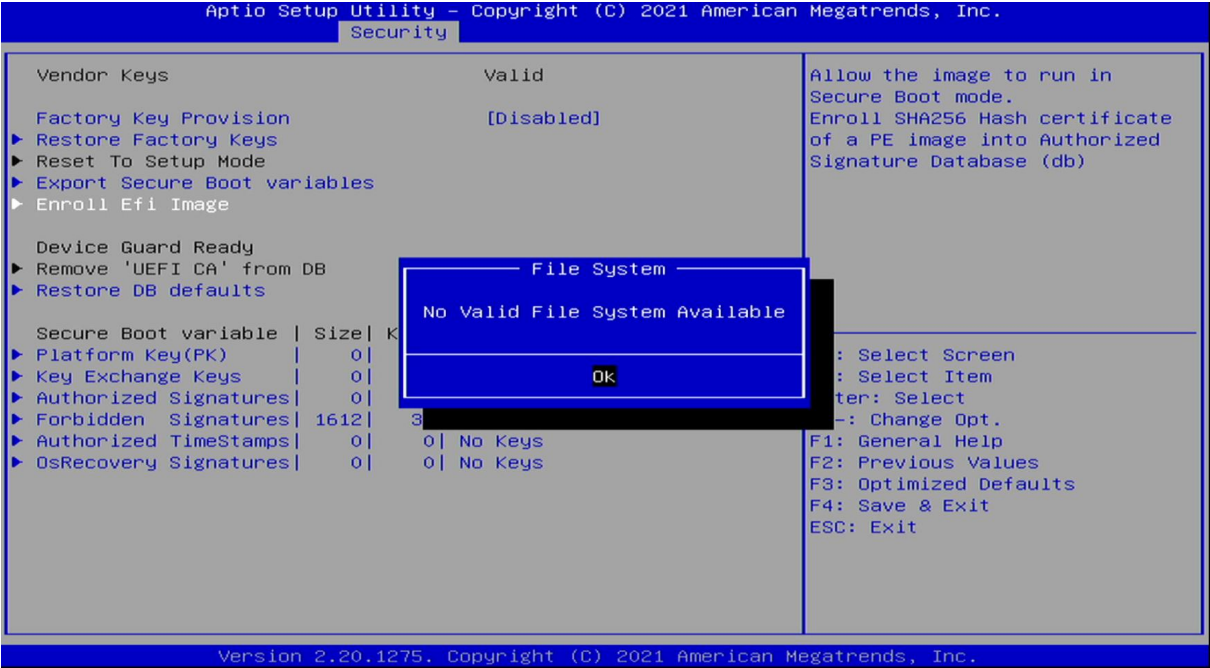 Aptio Setup Utility – Copyright (C) 2021 American Megatrends, Inc.
Security
Vendor Keys Valid
Factory Key Provision [Disabled]
Restore Factory Keys
Reset To Setup Mode
Export Secure Boot variables
Enroll Efi Image
Device Guard Ready
Remove 'UEFI CA' from DB
Restore DB defaults
Secure Boot variable | Size| K
Platform Key(PK) | 0|
Key Exchange Keys | 0|
Authorized Signatures| 0|
Forbidden Signatures| 1612| 3
Authorized TimeStamps| 0| 0| No Keys
OsRecovery Signatures| 0| 0| No Keys
File System
No Valid File System Available
Ok
Allow the image to run in
Secure Boot mode.
Enroll SHA256 Hash certificate
of a PE image into Authorized
Signature Database (db)
: Select Screen
: Select Item
ter: Select
–: Change Opt.
F1: General Help
F2: Previous Values
F3: Optimized Defaults
F4: Save & Exit
ESC: Exit
Version 2.20.1275. Copyright (C) 2021 American Megatrends, Inc.